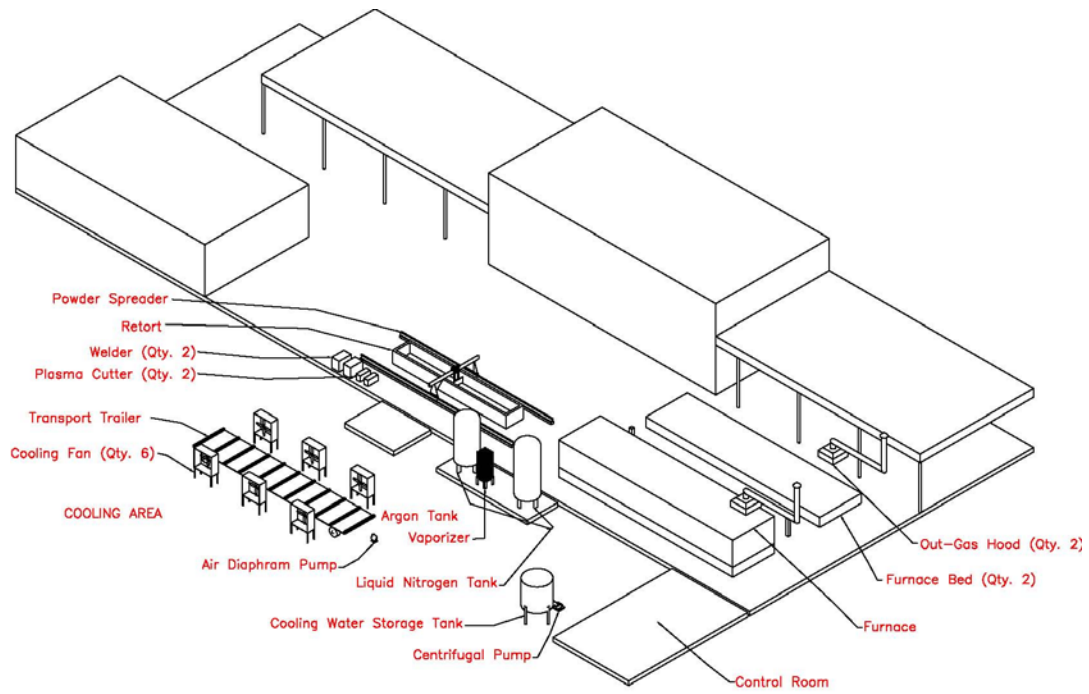 Powder Spreader
Retort
Welder (Qty. 2)
Plasma Cutter (Qty. 2)
Transport Trailer
Cooling Fan (Qty. 6)
COOLING AREA
Argon Tank
Vaporizer
Air Diaphram Pump
Liquid Nitrogen Tank
Out-Gas Hood (Qty. 2)
Furnace Bed (Qty. 2)
Cooling Water Storage Tank
Furnace
Centrifugal Pump
Control Room